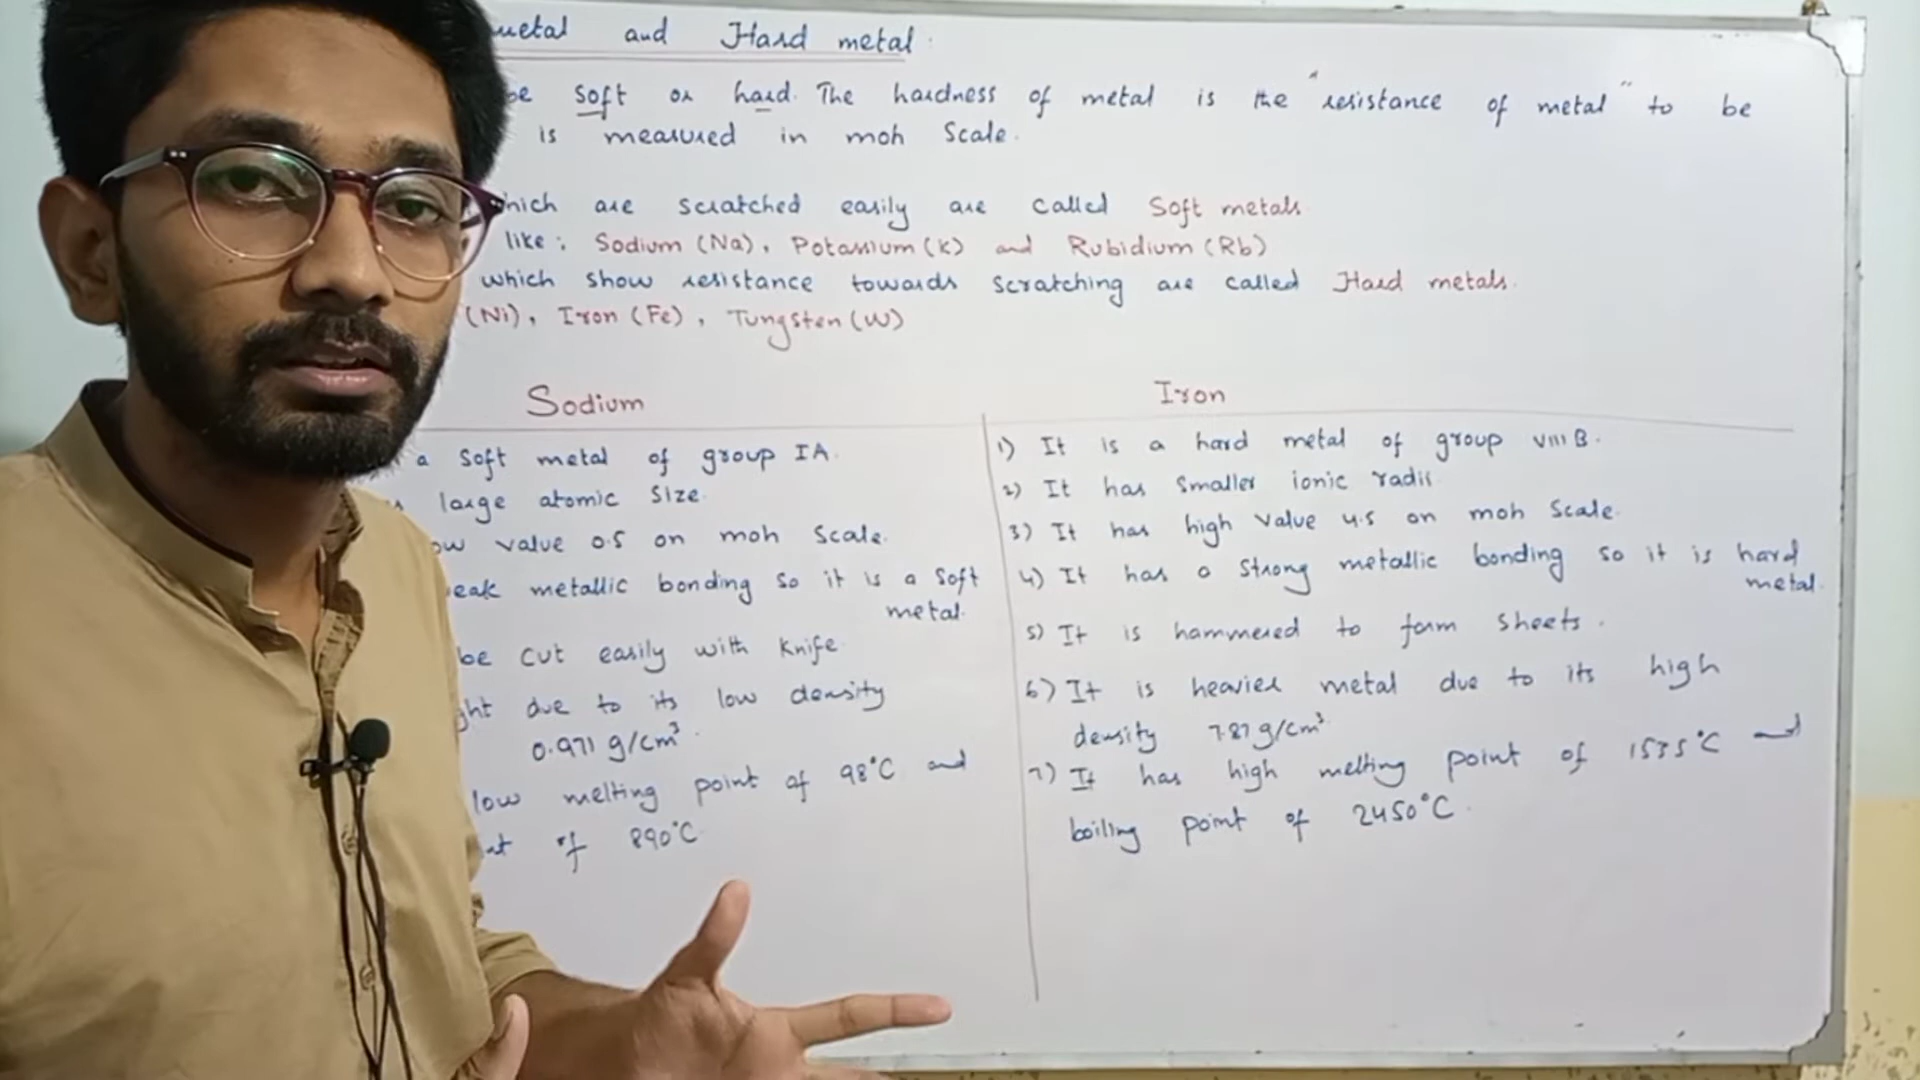 metal and Hard metal.
be soft or hard. The hardness of metal is the "resistance of metal" to be
is measured in moh Scale.
which are scratched easily are called Soft metals
like: Sodium (Na), Potassium (K) and Rubidium (Rb)
which show resistance towards scratching are called Hard metals.
(Ni), Iron (Fe), Tungsten (W)
Sodium
a soft metal of group IA.
large atomic Size.
value 0.5 on moh Scale.
metallic bonding so it is a soft
metal.
be cut easily with knife.
due to its low density
0.971 g/cm³.
low melting point of 98°C and
of 890°C.
Iron
1) It is a hard metal of group VIII B.
2) It has smaller ionic radii
3) It has high value 4.5 on moh Scale.
4) It has a strong metallic bonding so it is hard
metal.
5) It is hammered to form sheets.
6) It is heavier metal due to its high
density 7.87 g/cm³.
7) It has high melting point of 1535°C and
boiling point of 2450°C.